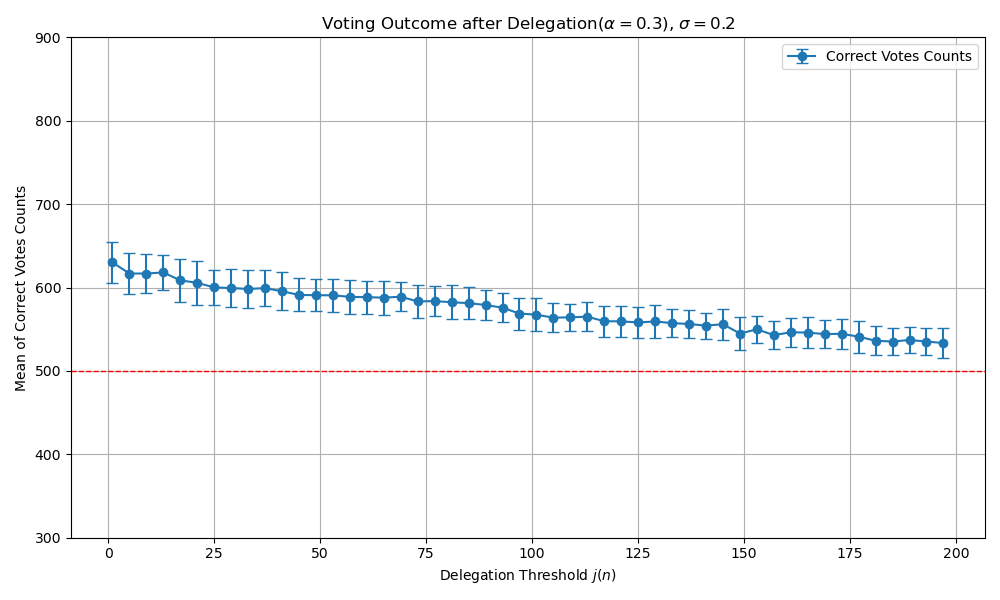 Voting Outcome after Delegation(α = 0.3), σ = 0.2
Correct Votes Counts
Mean of Correct Votes Counts
900
800
700
600
500
400
300
0 25 50 75 100 125 150 175 200
Delegation Threshold j(n)